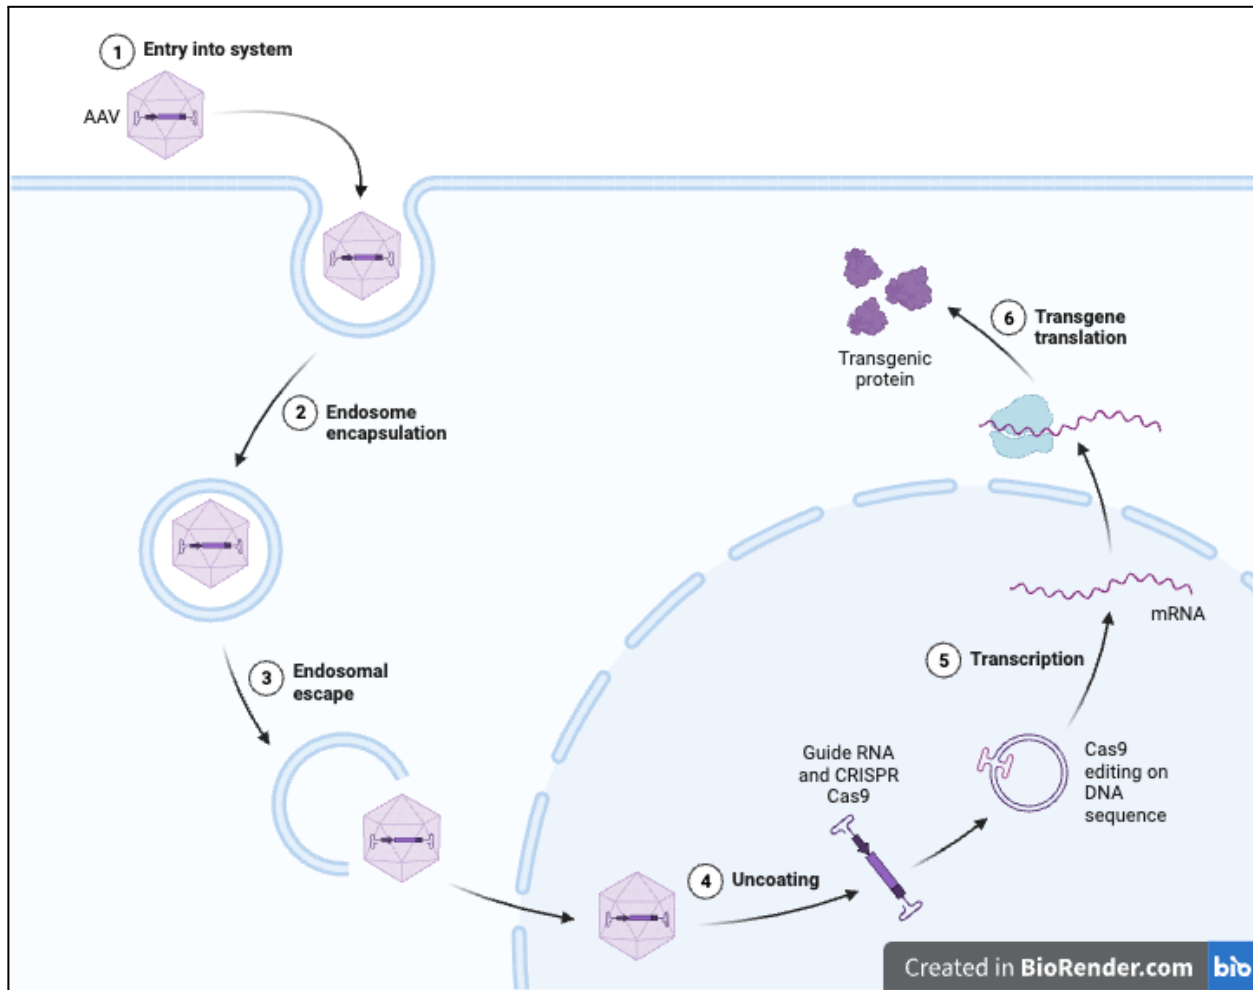 1 Entry into system
AAV
2 Endosome
encapsulation
3 Endosomal
escape
4 Uncoating
Guide RNA
and CRISPR
Cas9
Cas9
editing on
DNA
sequence
5 Transcription
mRNA
6 Transgene
translation
Transgenic
protein
Created in BioRender.com bio